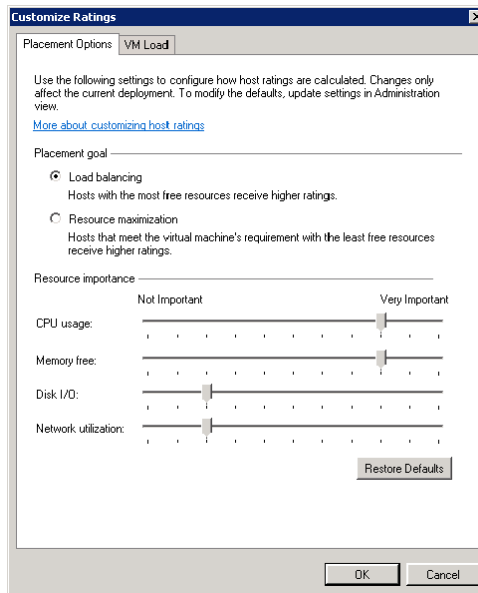 Customize Ratings
Placement Options VM Load
Use the following settings to configure how host ratings are calculated. Changes only
affect the current deployment. To modify the defaults, update settings in Administration
view.
More about customizing host ratings
Placement goal
Load balancing
Hosts with the most free resources receive higher ratings.
Resource maximization
Hosts that meet the virtual machine's requirement with the least free resources
receive higher ratings.
Resource importance
Not Important Very Important
CPU usage:
Memory free:
Disk I/O:
Network utilization:
Restore Defaults
OK Cancel